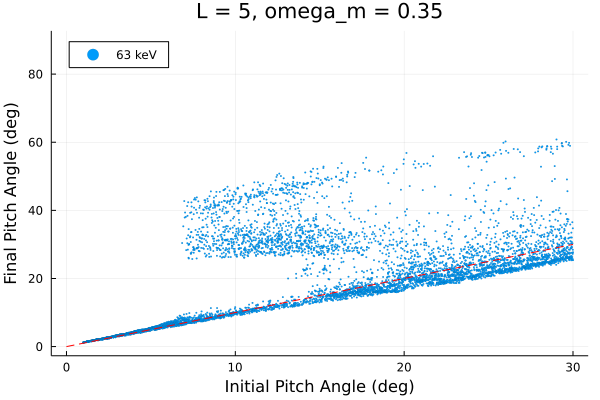 L = 5, omega_m = 0.35
63 keV
Final Pitch Angle (deg)
80
60
40
20
0
0 10 20 30
Initial Pitch Angle (deg)